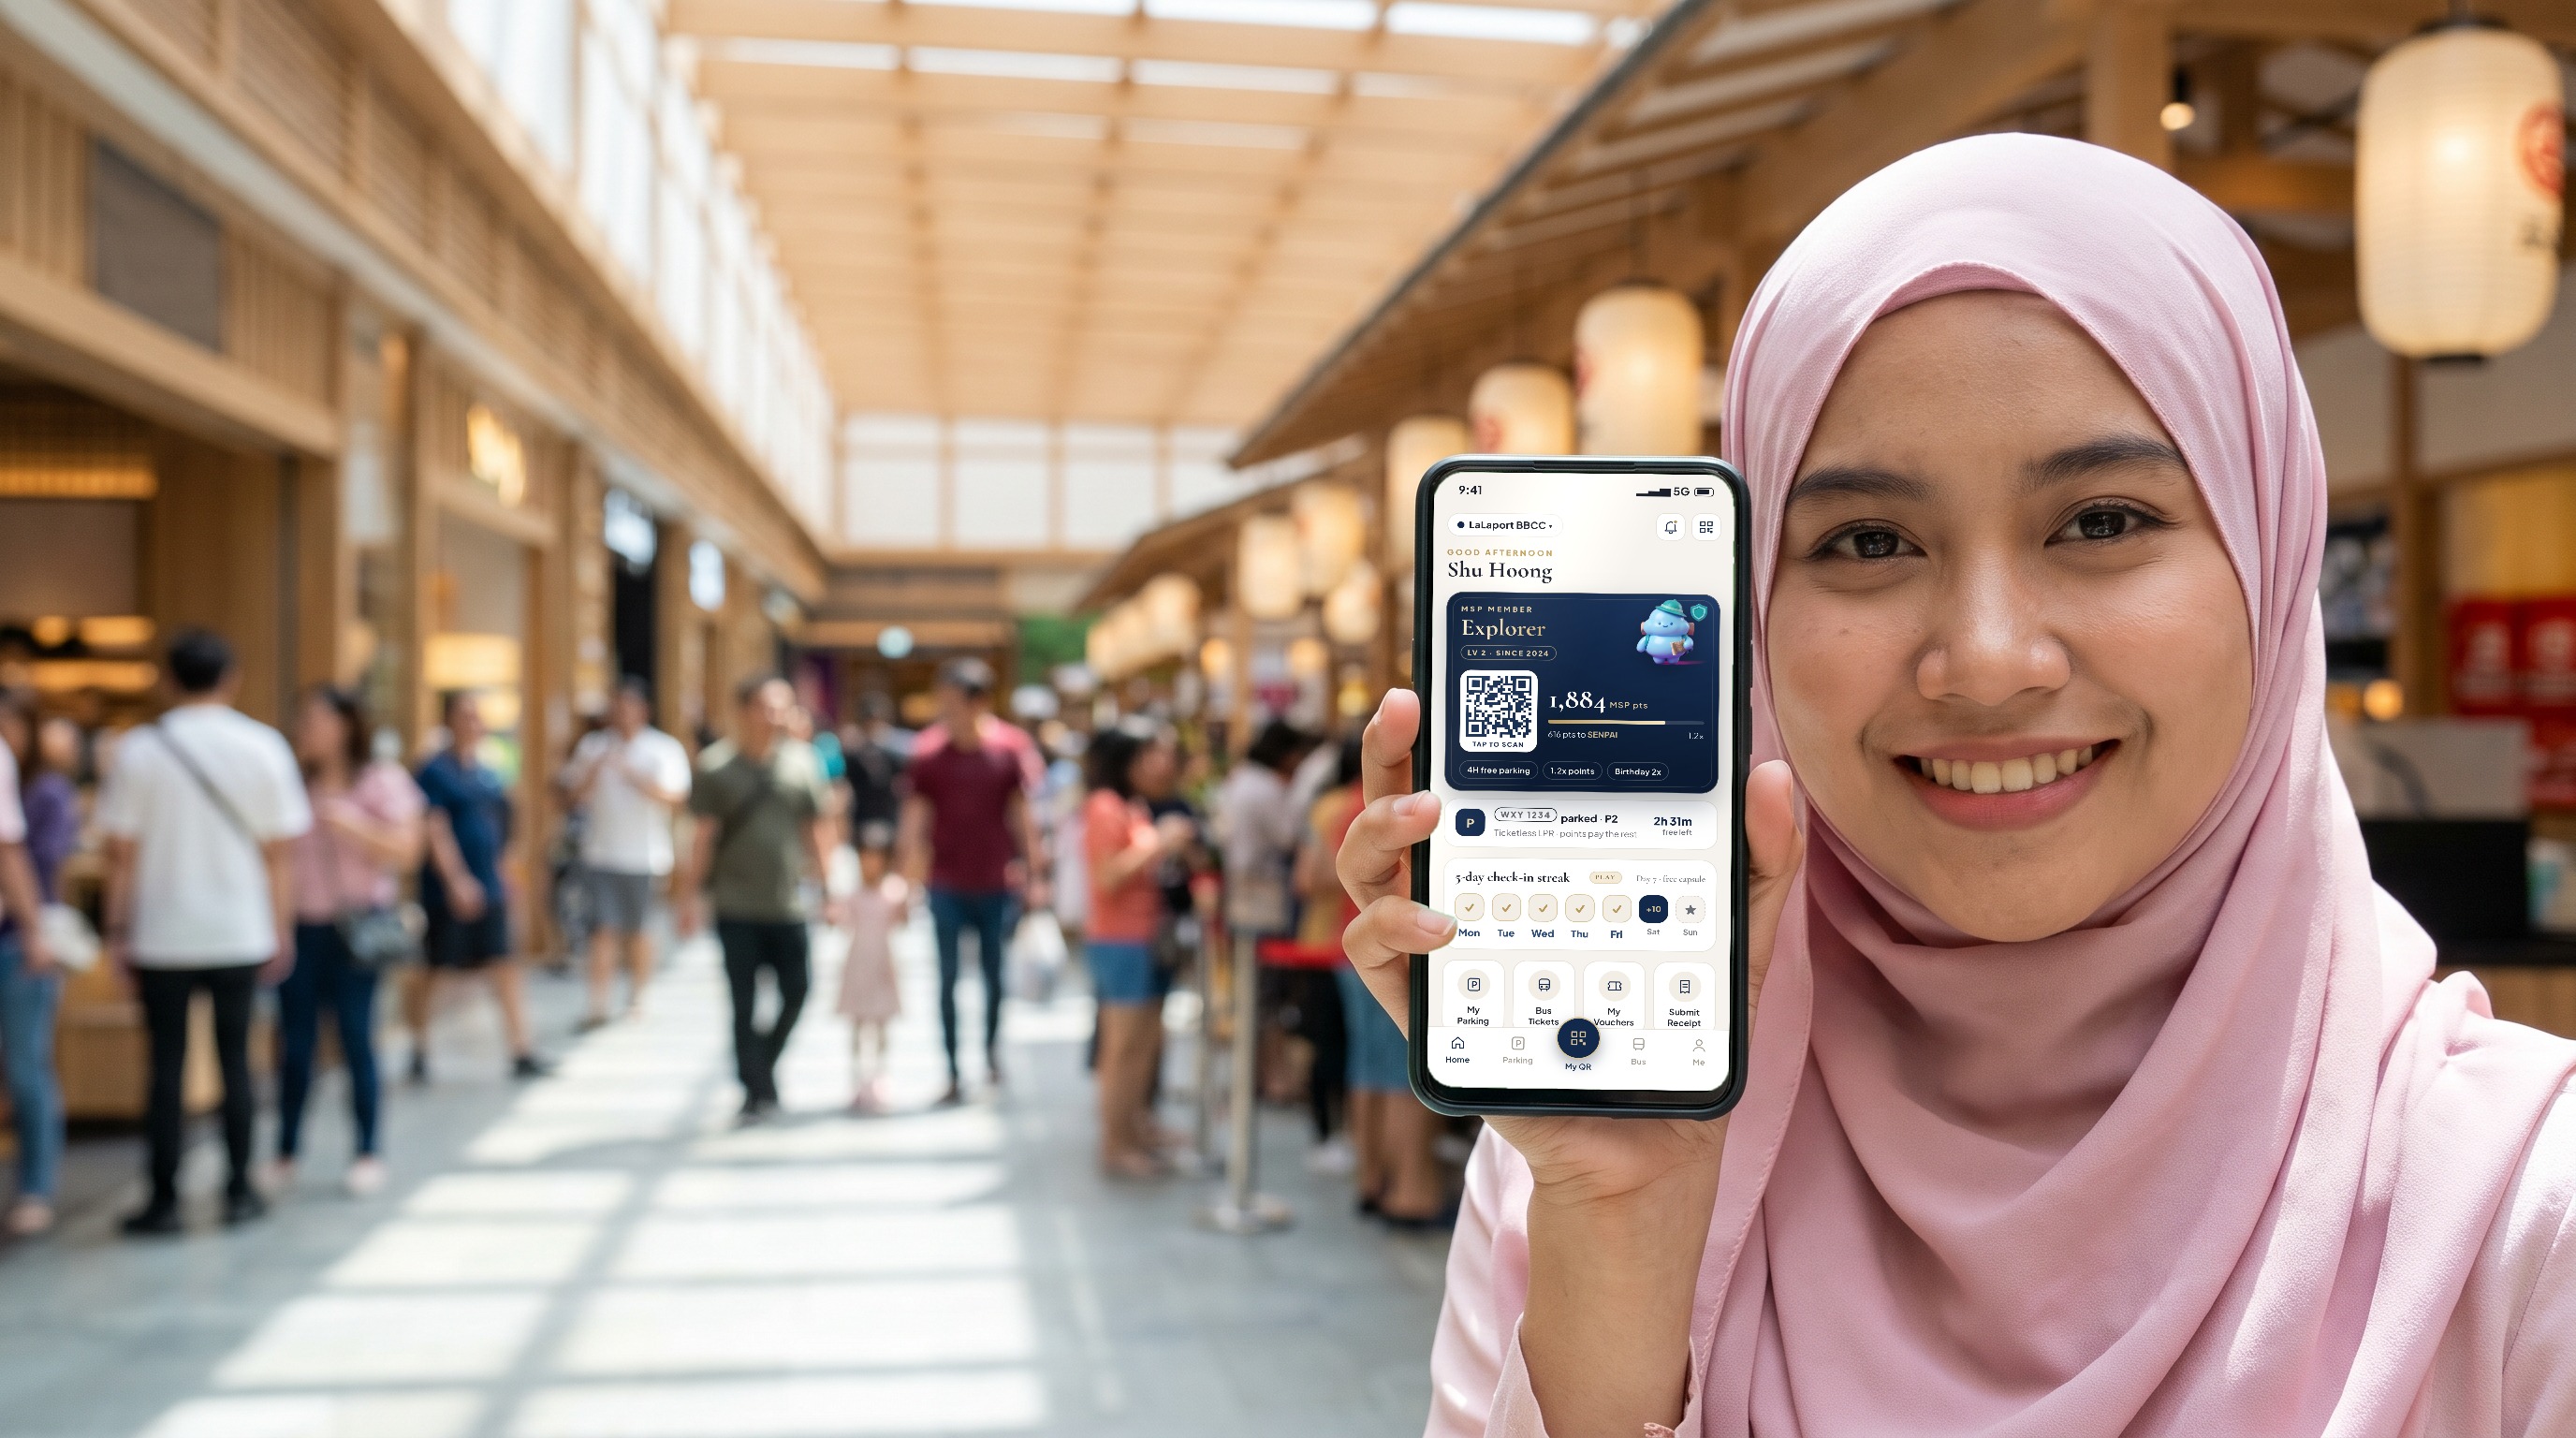 9:41
5G
LaLaport BBCC
GOOD AFTERNOON
Shu Hoong
MSP MEMBER
Explorer
LV 2 · SINCE 2024
1,884 MSP pts
616 pts to SENPAI
1.2x
TAP TO SCAN
4H free parking
1.2x points
Birthday 2x
P
WXY 1234 parked · P2
2h 31m
Ticketless LPR · points pay the rest
free left
5-day check-in streak
PLAY
Day 7 · free capsule
+10
Mon Tue Wed Thu Fri Sat Sun
My Parking
Bus Tickets
My Vouchers
Submit Receipt
Home
Parking
My QR
Bus
Me